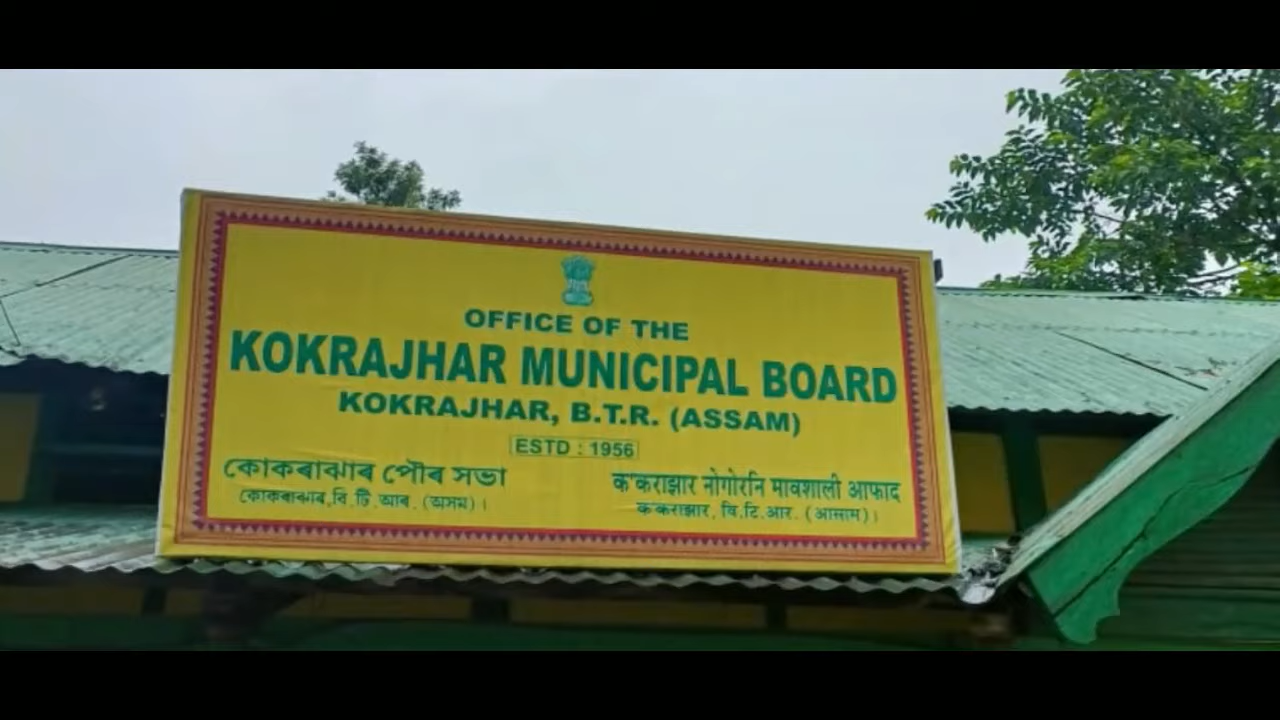 OFFICE OF THE
KOKRAJHAR MUNICIPAL BOARD
KOKRAJHAR, B.T.R. (ASSAM)
ESTD : 1956
কোকৰাঝাৰ পৌৰ সভা
কোকৰাঝাৰ, বি.টি.আৰ. (অসম)।
क'कराझार नोगोरनि मावशाली आफाद
क'कराझार, बि.टि.आर. (आसाम)।